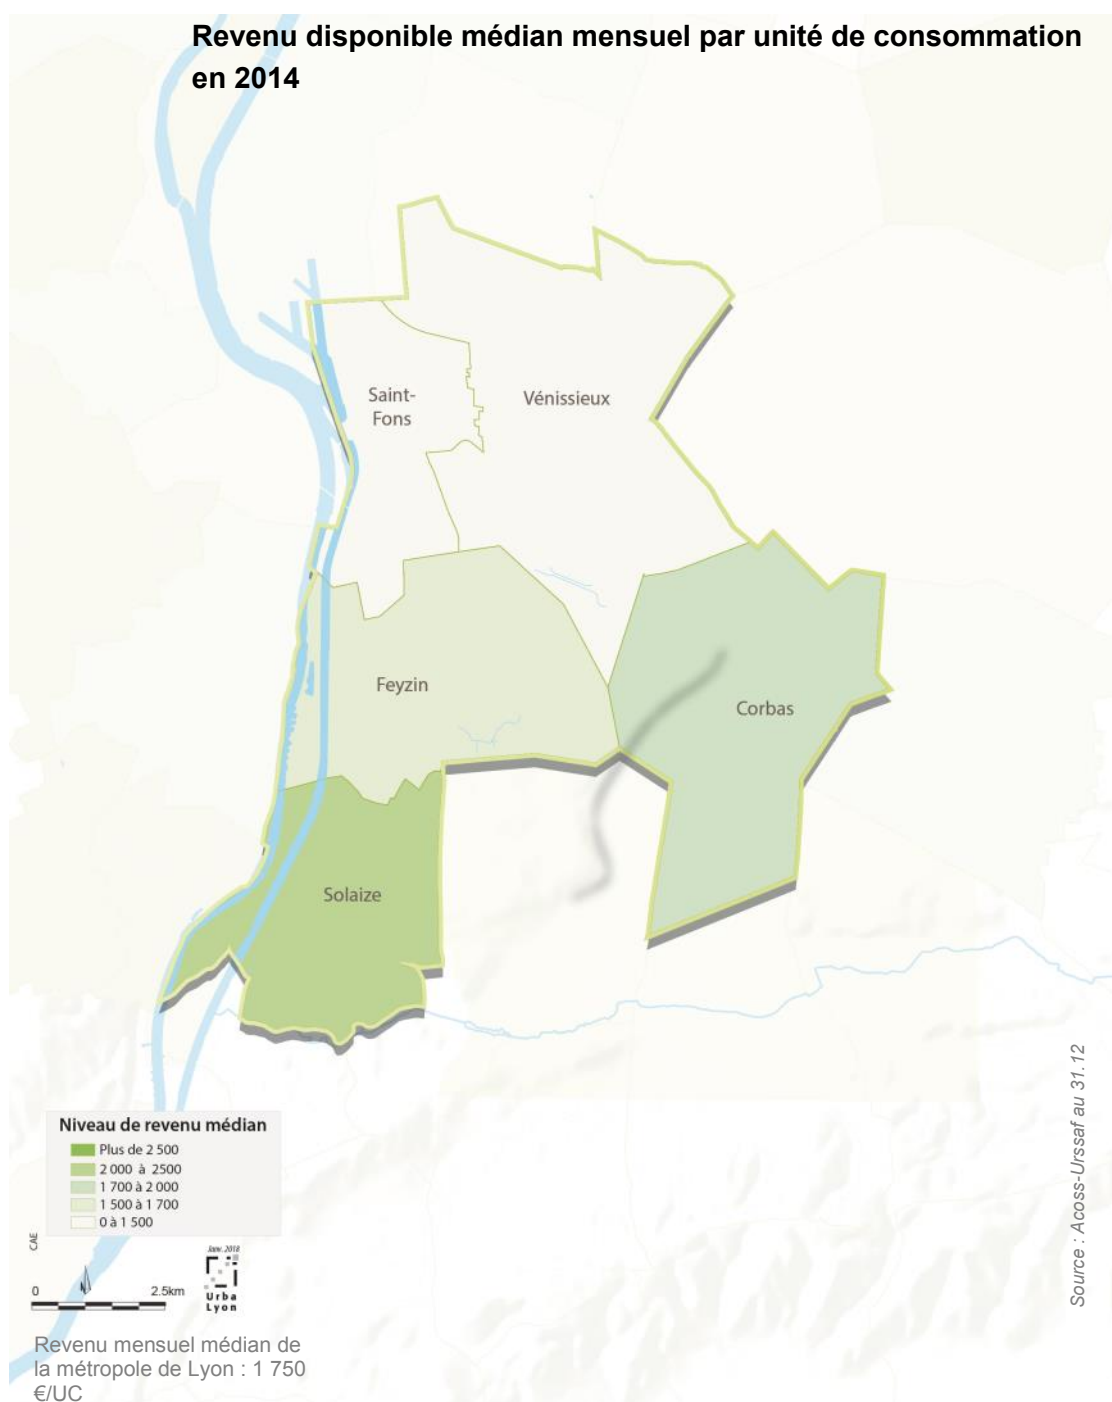 Revenu disponible médian mensuel par unité de consommation
en 2014
Saint-
Fons
Vénissieux
Feyzin
Corbas
Solaize
Niveau de revenu médian
Plus de 2 500
2 000 à 2500
1 700 à 2 000
1 500 à 1 700
0 à 1 500
CAE
Janv. 2018
0 2.5km
Urba
Lyon
Revenu mensuel médian de
la métropole de Lyon : 1 750
€/UC
Source : Acoss-Urssaf au 31.12